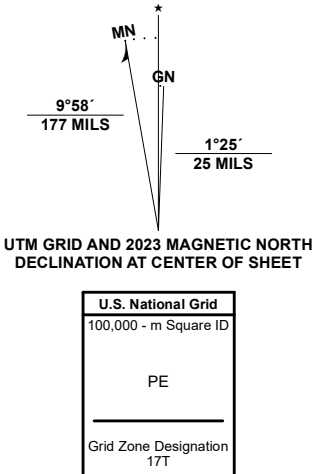 ★
MN
GN
9°58´
177 MILS
1°25´
25 MILS
UTM GRID AND 2023 MAGNETIC NORTH
DECLINATION AT CENTER OF SHEET
U.S. National Grid
100,000 - m Square ID
PE
Grid Zone Designation
17T